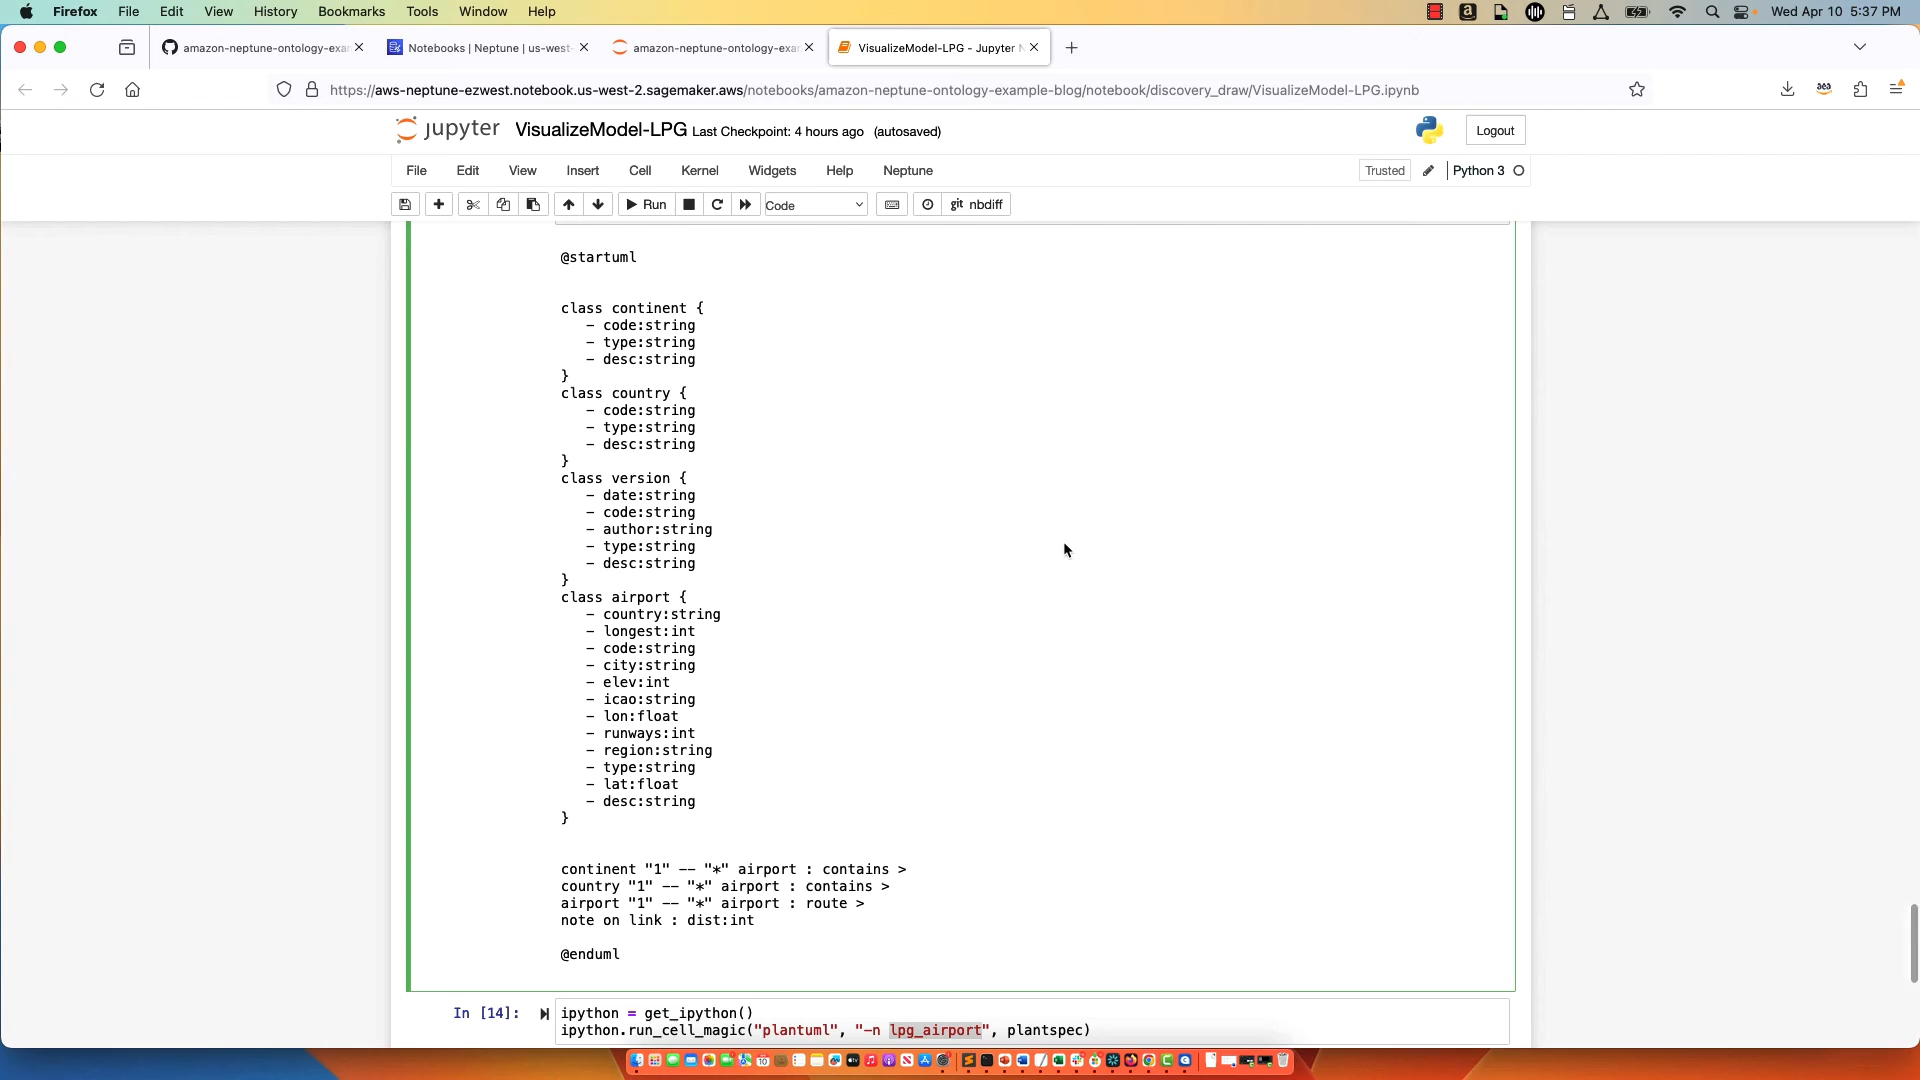 Firefox File Edit View History Bookmarks Tools Window Help Wed Apr 10 5:37 PM
amazon-neptune-ontology-exa Notebooks | Neptune | us-west- amazon-neptune-ontology-exa VisualizeModel-LPG - Jupyter N
https://aws-neptune-ezwest.notebook.us-west-2.sagemaker.aws/notebooks/amazon-neptune-ontology-example-blog/notebook/discovery_draw/VisualizeModel-LPG.ipynb
jupyter VisualizeModel-LPG Last Checkpoint: 4 hours ago (autosaved) Logout
File Edit View Insert Cell Kernel Widgets Help Neptune Trusted Python 3
Run Code git nbdiff
@startuml
class continent {
- code:string
- type:string
- desc:string
}
class country {
- code:string
- type:string
- desc:string
}
class version {
- date:string
- code:string
- author:string
- type:string
- desc:string
}
class airport {
- country:string
- longest:int
- code:string
- city:string
- elev:int
- icao:string
- lon:float
- runways:int
- region:string
- type:string
- lat:float
- desc:string
}
continent "1" -- "*" airport : contains >
country "1" -- "*" airport : contains >
airport "1" -- "*" airport : route >
note on link : dist:int
@enduml
In [14]: ipython = get_ipython()
ipython.run_cell_magic("plantuml", "-n lpg_airport", plantspec)